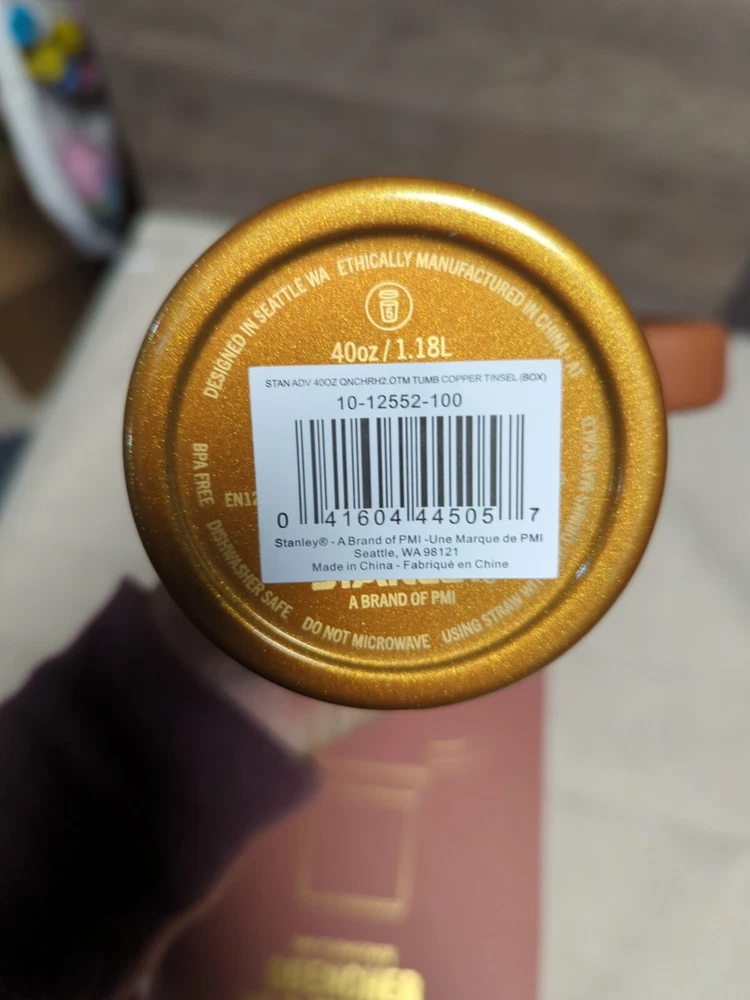 DESIGNED IN SEATTLE WA ETHICALLY MANUFACTURED IN CHINA
40oz / 1.18L
STAN ADV 40OZ QNCHRH2.OTM TUMB COPPER TINSEL (BOX)
10-12552-100
0 41604 44505 7
Stanley® - A Brand of PMI -Une Marque de PMI
Seattle, WA 98121
Made in China - Fabriqué en Chine
A BRAND OF PMI
BPA FREE DISHWASHER SAFE DO NOT MICROWAVE USING STRAW
QUENCHER